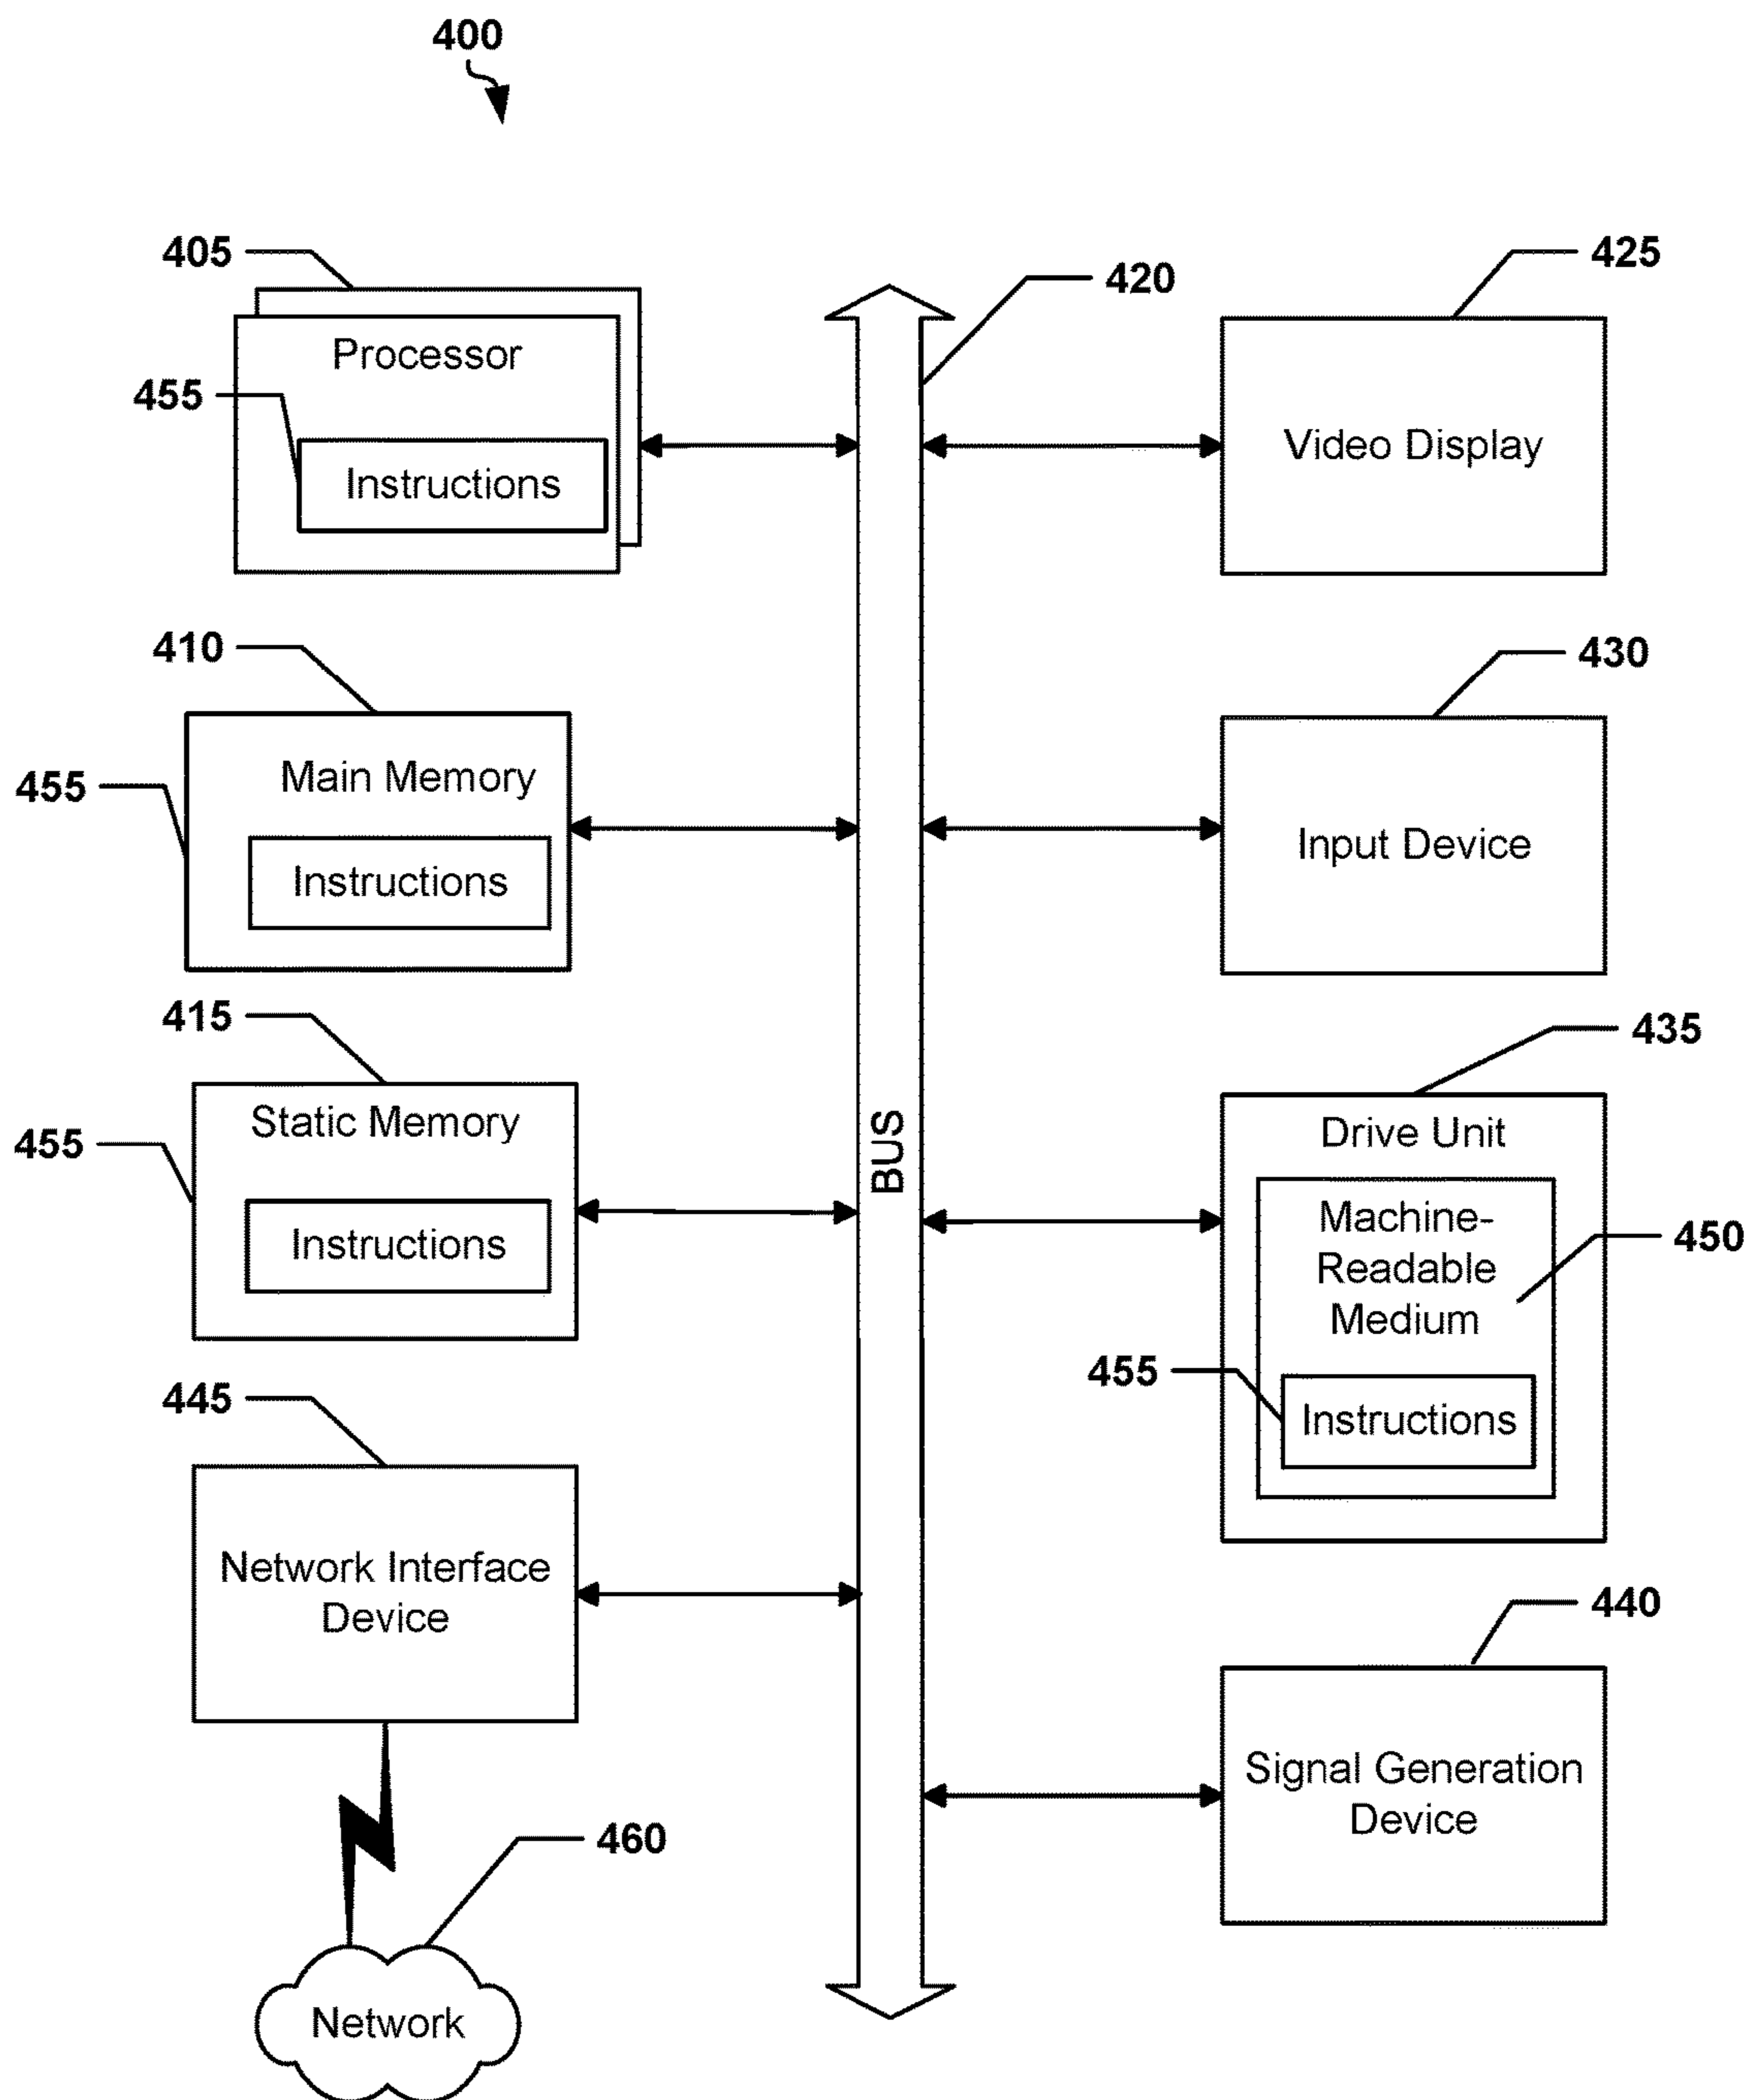 400
405
Processor
455
Instructions
420
425
Video Display
410
Main Memory
455
Instructions
430
Input Device
415
Static Memory
455
Instructions
BUS
435
Drive Unit
Machine-
Readable
Medium
450
455
Instructions
445
Network Interface
Device
440
Signal Generation
Device
460
Network